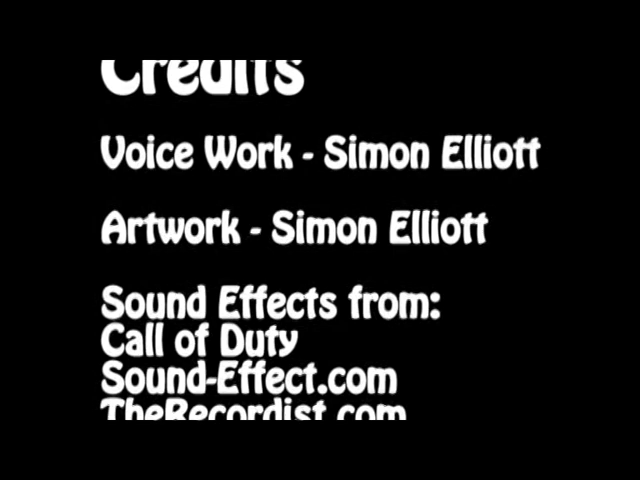 Credits
Voice Work - Simon Elliott
Artwork - Simon Elliott
Sound Effects from:
Call of Duty
Sound-Effect.com
TheRecordist.com